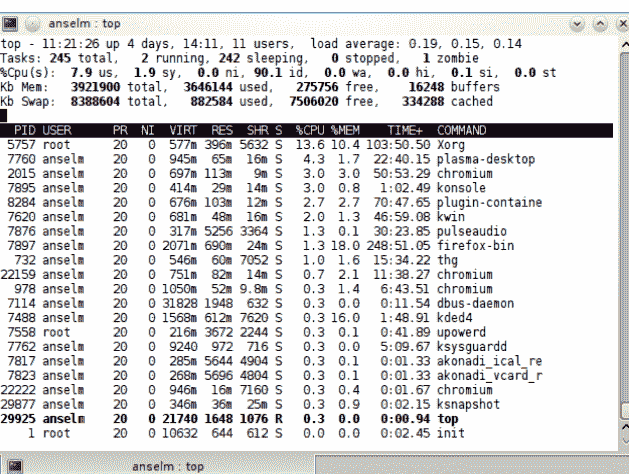 anselm : top
top - 11:21:26 up 4 days, 14:11, 11 users, load average: 0.19, 0.15, 0.14
Tasks: 245 total, 2 running, 242 sleeping, 0 stopped, 1 zombie
%Cpu(s): 7.9 us, 1.9 sy, 0.0 ni, 90.1 id, 0.0 wa, 0.0 hi, 0.1 si, 0.0 st
Kb Mem: 3921900 total, 3646144 used, 275756 free, 16248 buffers
Kb Swap: 8388604 total, 882584 used, 7506020 free, 334288 cached
PID USER PR NI VIRT RES SHR S %CPU %MEM TIME+ COMMAND
5757 root 20 0 577m 396m 5632 S 13.6 10.4 103:50.50 Xorg
7760 anselm 20 0 945m 65m 16m S 4.3 1.7 22:40.15 plasma-desktop
2015 anselm 20 0 697m 113m 9m S 3.0 3.0 50:53.29 chromium
7895 anselm 20 0 414m 29m 14m S 3.0 0.8 1:02.49 konsole
8284 anselm 20 0 676m 103m 12m S 2.7 2.7 70:47.65 plugin-containe
7620 anselm 20 0 681m 48m 16m S 2.0 1.3 46:59.08 kwin
7876 anselm 20 0 317m 5256 3364 S 1.3 0.1 30:23.85 pulseaudio
7897 anselm 20 0 2071m 690m 24m S 1.3 18.0 248:51.05 firefox-bin
732 anselm 20 0 546m 60m 7052 S 1.0 1.6 15:34.22 thg
22159 anselm 20 0 751m 82m 14m S 0.7 2.1 11:38.27 chromium
978 anselm 20 0 1050m 52m 9.8m S 0.3 1.4 6:43.51 chromium
7114 anselm 20 0 31828 1948 632 S 0.3 0.0 0:11.54 dbus-daemon
7488 anselm 20 0 1568m 612m 7620 S 0.3 16.0 1:48.91 kded4
7558 root 20 0 216m 3672 2244 S 0.3 0.1 0:41.89 upowerd
7762 anselm 20 0 9240 972 716 S 0.3 0.0 5:09.67 ksysguardd
7817 anselm 20 0 285m 5644 4904 S 0.3 0.1 0:01.33 akonadi_ical_re
7823 anselm 20 0 268m 5696 4804 S 0.3 0.1 0:01.33 akonadi_vcard_r
22222 anselm 20 0 946m 16m 7160 S 0.3 0.4 0:01.67 chromium
29877 anselm 20 0 346m 36m 25m S 0.3 0.9 0:02.15 ksnapshot
29925 anselm 20 0 21740 1648 1076 R 0.3 0.0 0:00.94 top
1 root 20 0 10632 644 612 S 0.0 0.0 0:02.45 init
anselm : top